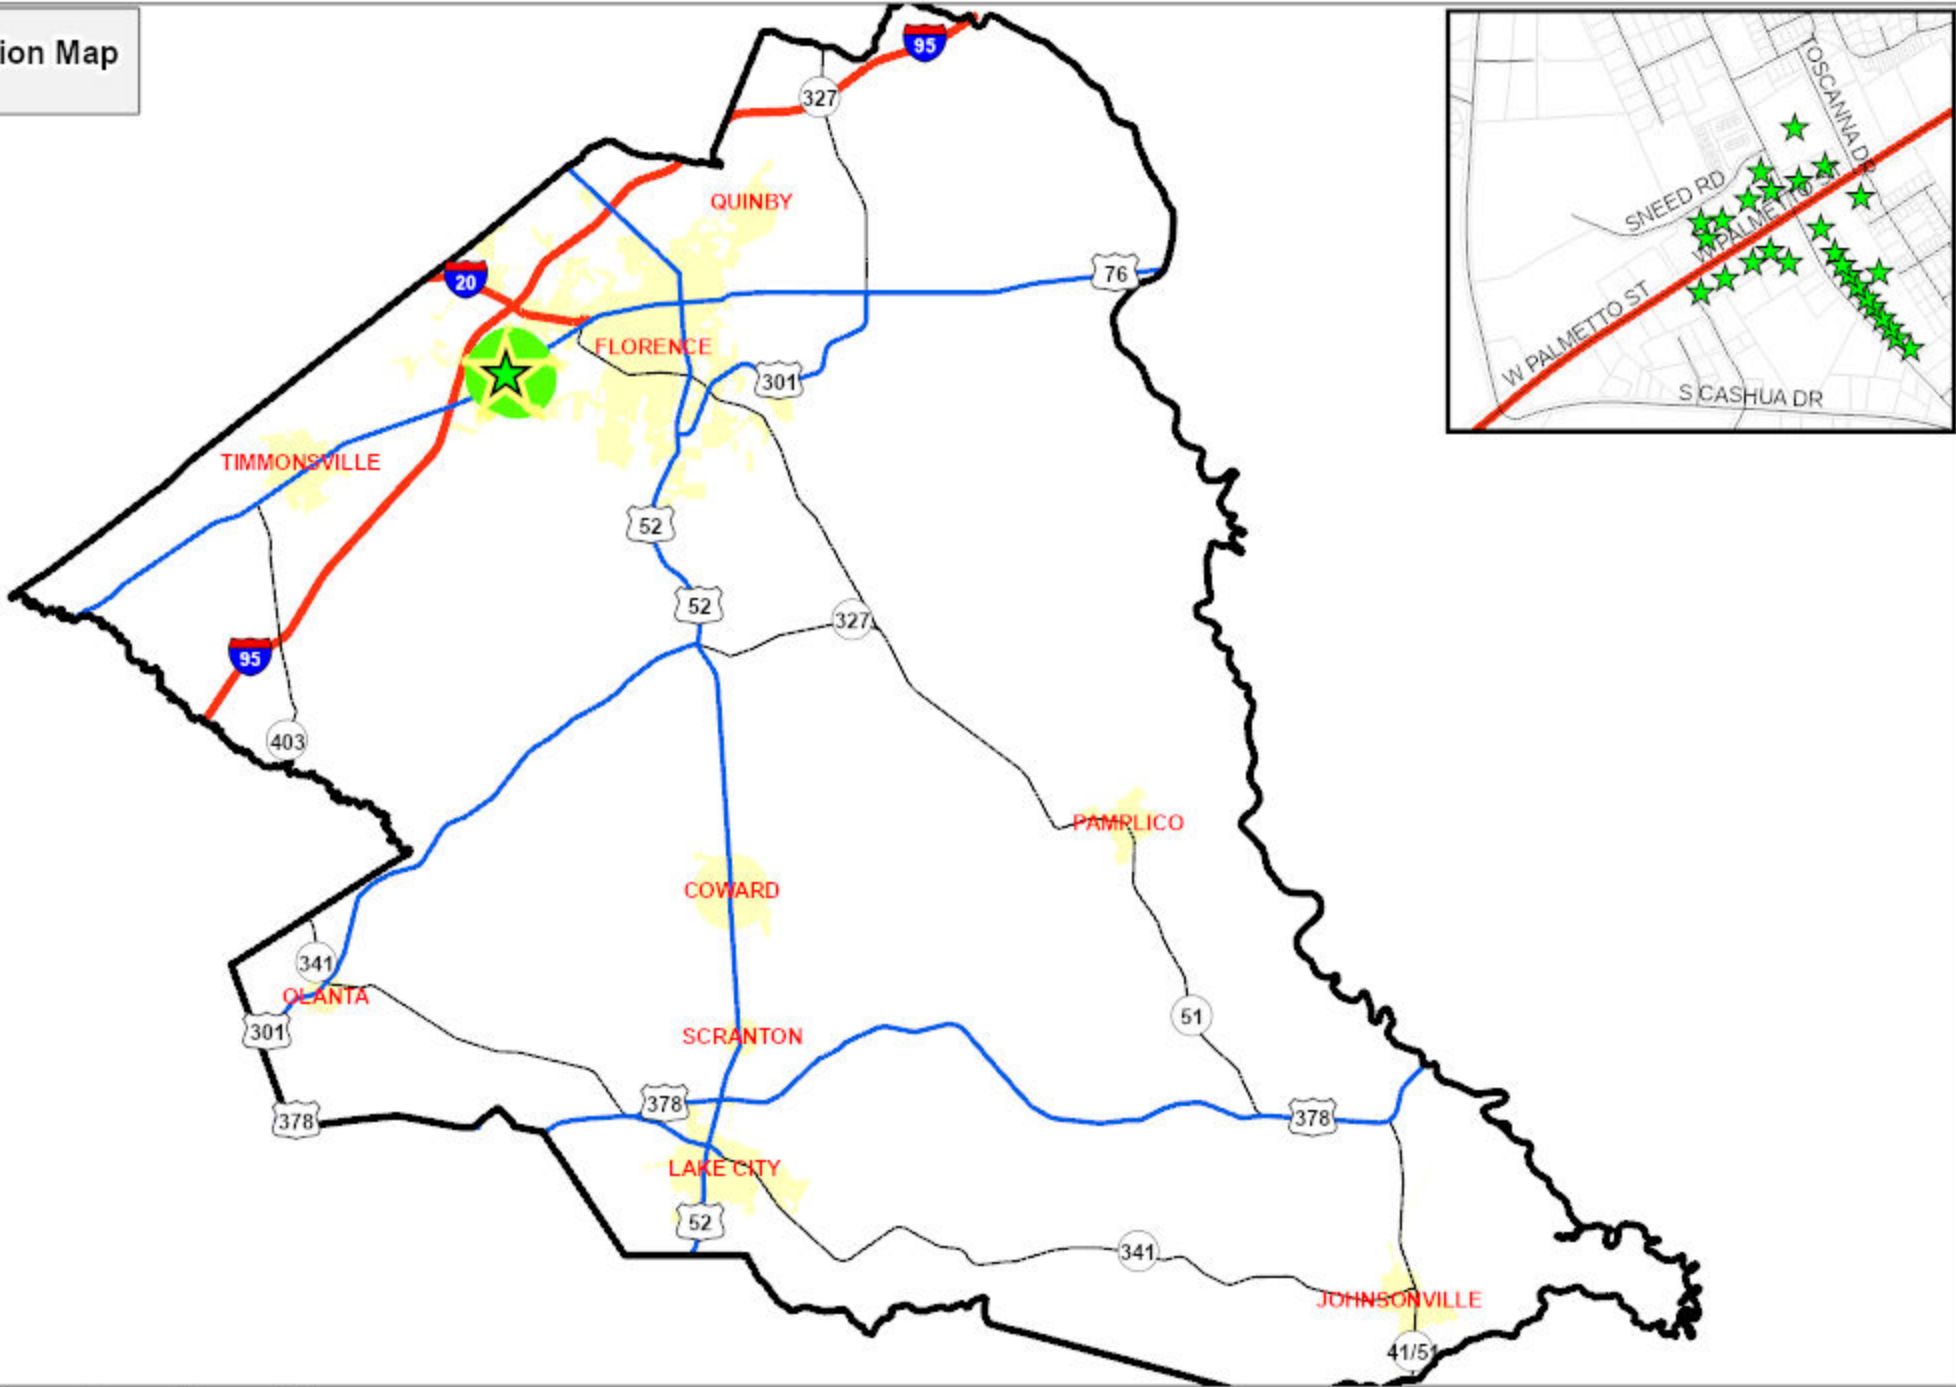 ion Map
95
327
QUINBY
20
76
FLORENCE
301
TIMMONSVILLE
52
52
327
95
403
PAMPLICO
COWARD
341
OLANTA
51
301
SCRANTON
378
378
378
LAKE CITY
52
341
JOHNSONVILLE
41/51
TOSCANNA DR
SNEED RD
W PALMETTO ST
W PALMETTO ST
S CASHUA DR